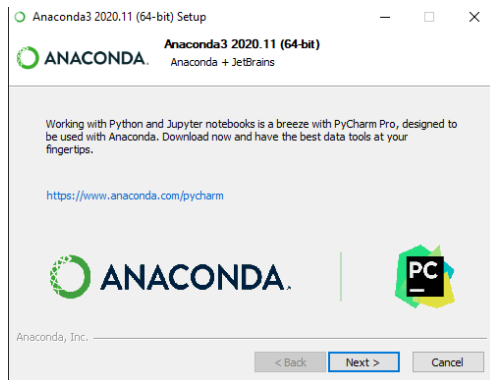 Anaconda3 2020.11 (64-bit) Setup
ANACONDA.
Anaconda3 2020.11 (64-bit)
Anaconda + JetBrains
Working with Python and Jupyter notebooks is a breeze with PyCharm Pro, designed to
be used with Anaconda. Download now and have the best data tools at your
fingertips.
https://www.anaconda.com/pycharm
ANACONDA.
PC
Anaconda, Inc.
< Back
Next >
Cancel